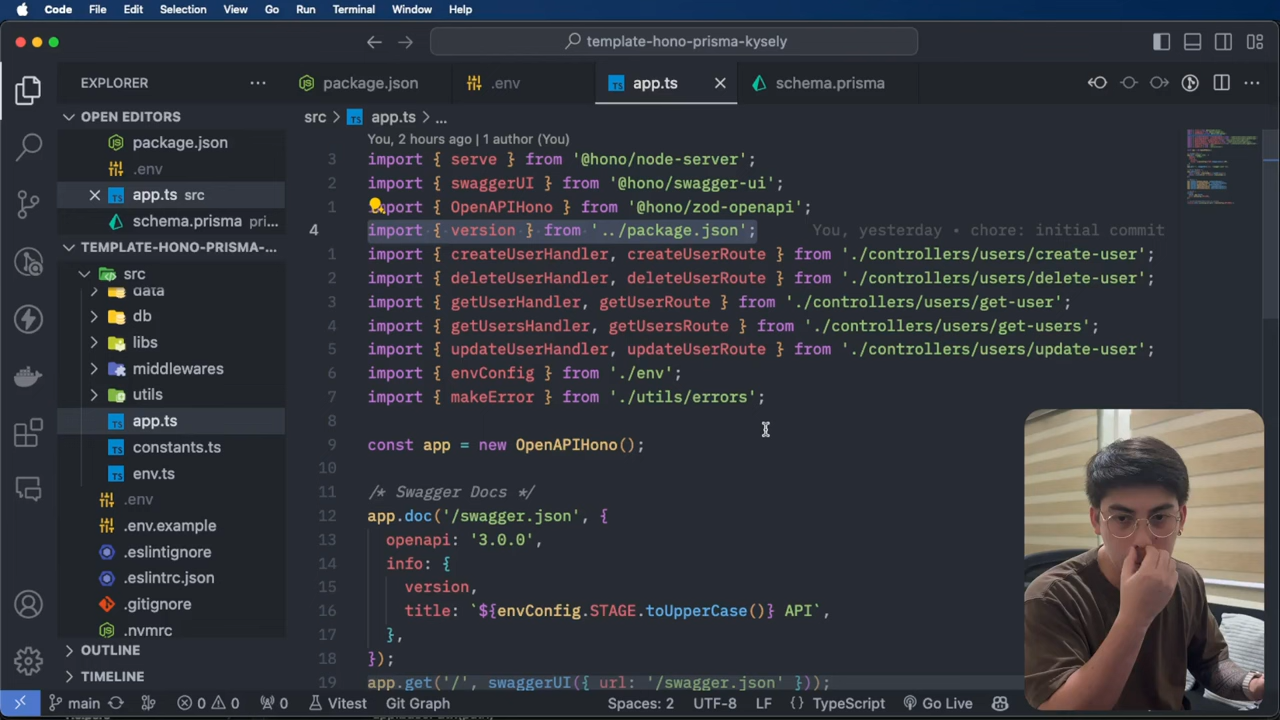 Code File Edit Selection View Go Run Terminal Window Help
template-hono-prisma-kysely
EXPLORER
package.json
.env
app.ts
schema.prisma
OPEN EDITORS
package.json
.env
app.ts src
schema.prisma pri...
TEMPLATE-HONO-PRISMA-...
src
data
db
libs
middlewares
utils
app.ts
constants.ts
env.ts
.env
.env.example
.eslintignore
.eslintrc.json
.gitignore
.nvmrc
OUTLINE
TIMELINE
src > app.ts > ...
You, 2 hours ago | 1 author (You)
3 import { serve } from '@hono/node-server';
2 import { swaggerUI } from '@hono/swagger-ui';
1 import { OpenAPIHono } from '@hono/zod-openapi';
4 import { version } from '../package.json'; You, yesterday • chore: initial commit
1 import { createUserHandler, createUserRoute } from './controllers/users/create-user';
2 import { deleteUserHandler, deleteUserRoute } from './controllers/users/delete-user';
3 import { getUserHandler, getUserRoute } from './controllers/users/get-user';
4 import { getUsersHandler, getUsersRoute } from './controllers/users/get-users';
5 import { updateUserHandler, updateUserRoute } from './controllers/users/update-user';
6 import { envConfig } from './env';
7 import { makeError } from './utils/errors';
8
9 const app = new OpenAPIHono();
10
11 /* Swagger Docs */
12 app.doc('/swagger.json', {
13 openapi: '3.0.0',
14 info: {
15 version,
16 title: `${envConfig.STAGE.toUpperCase()} API`,
17 },
18 });
19 app.get('/', swaggerUI({ url: '/swagger.json' }));
main 0 0 0 Vitest Git Graph Spaces: 2 UTF-8 LF {} TypeScript Go Live